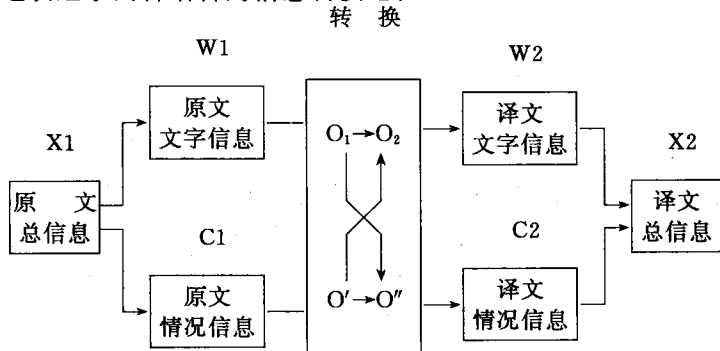 转 换
W1
W2
原文
文字信息
O₁→O₂
译文
文字信息
X1
X2
原 文
总信息
译文
总信息
C1
C2
原文
情况信息
O'→O''
译文
情况信息